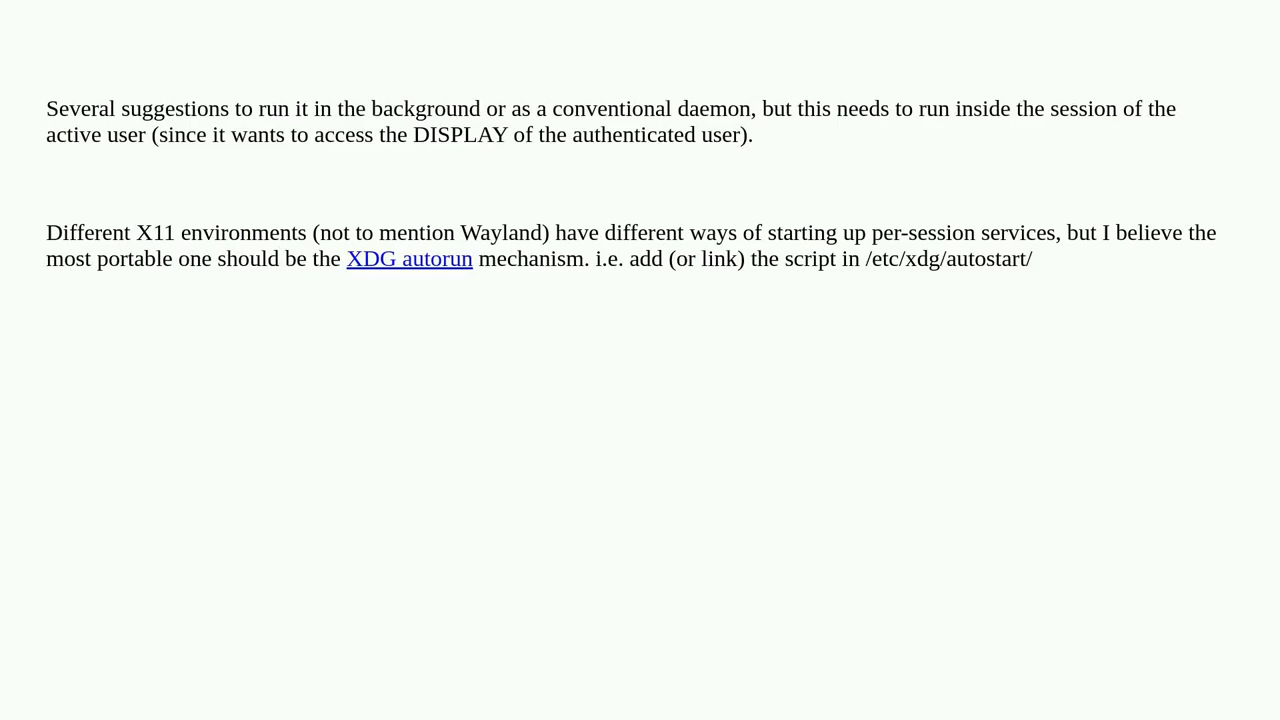 Several suggestions to run it in the background or as a conventional daemon, but this needs to run inside the session of the
active user (since it wants to access the DISPLAY of the authenticated user).
Different X11 environments (not to mention Wayland) have different ways of starting up per-session services, but I believe the
most portable one should be the XDG autorun mechanism. i.e. add (or link) the script in /etc/xdg/autostart/